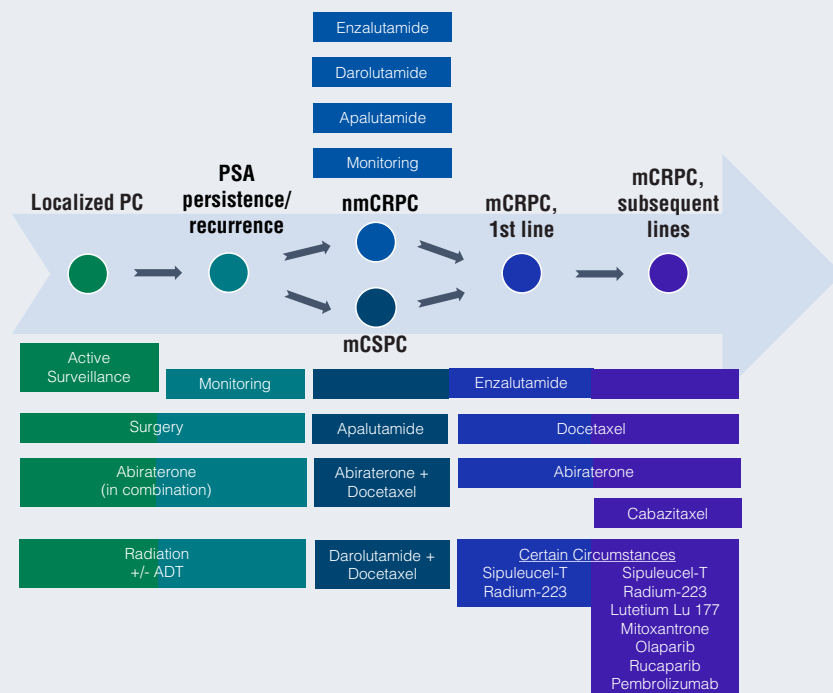 Enzalutamide
Darolutamide
Apalutamide
Monitoring
Localized PC
PSA
persistence/
recurrence
nmCRPC
mCRPC,
1st line
mCRPC,
subsequent
lines
mCSPC
Active
Surveillance
Monitoring
Enzalutamide
Surgery
Apalutamide
Docetaxel
Abiraterone
(in combination)
Abiraterone +
Docetaxel
Abiraterone
Cabazitaxel
Radiation
+/- ADT
Darolutamide +
Docetaxel
Certain Circumstances
Sipuleucel-T
Radium-223
Sipuleucel-T
Radium-223
Lutetium Lu 177
Mitoxantrone
Olaparib
Rucaparib
Pembrolizumab